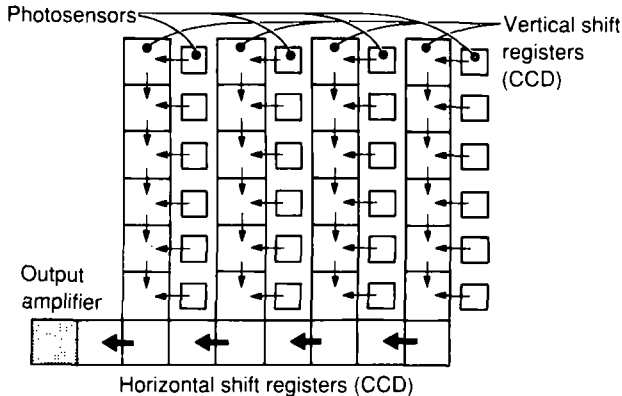 Photosensors
Vertical shift
registers
(CCD)
Output
amplifier
Horizontal shift registers (CCD)